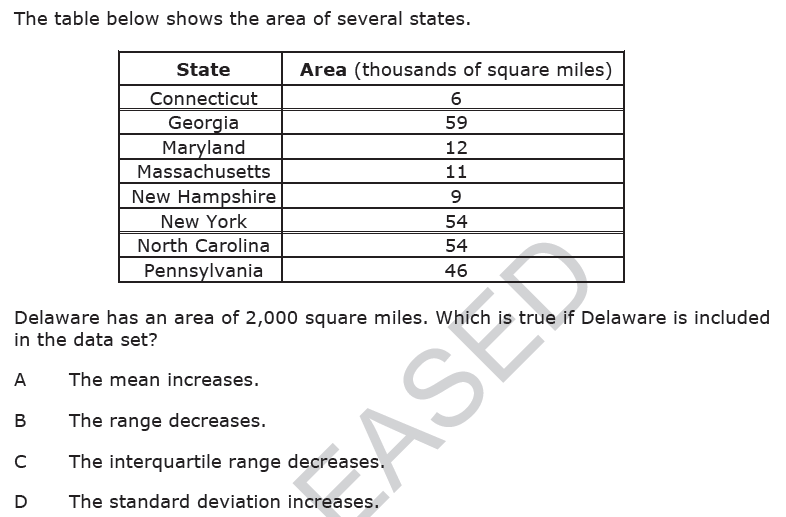 The table below shows the area of several states.
State Area (thousands of square miles)
Connecticut 6
Georgia 59
Maryland 12
Massachusetts 11
New Hampshire 9
New York 54
North Carolina 54
Pennsylvania 46
Delaware has an area of 2,000 square miles. Which is true if Delaware is included
in the data set?
A The mean increases.
B The range decreases.
C The interquartile range decreases.
D The standard deviation increases.
EASED